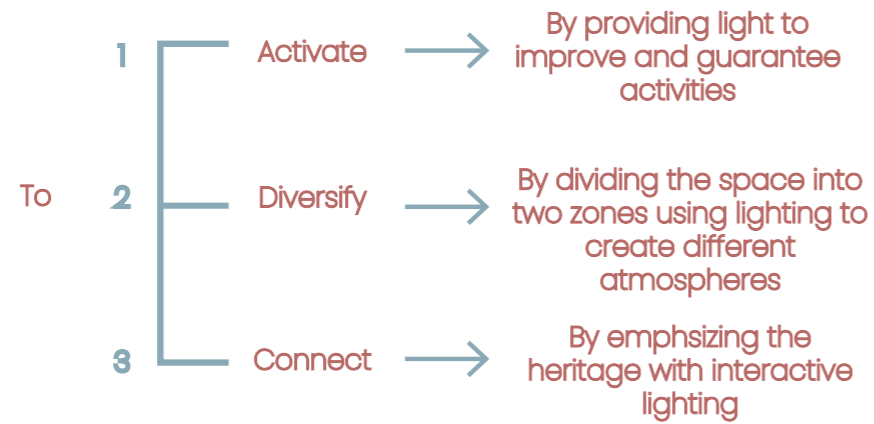 1
Activate
By providing light to
improve and guarantee
activities
To
2
Diversify
By dividing the space into
two zones using lighting to
create different
atmospheres
3
Connect
By emphsizing the
heritage with interactive
lighting